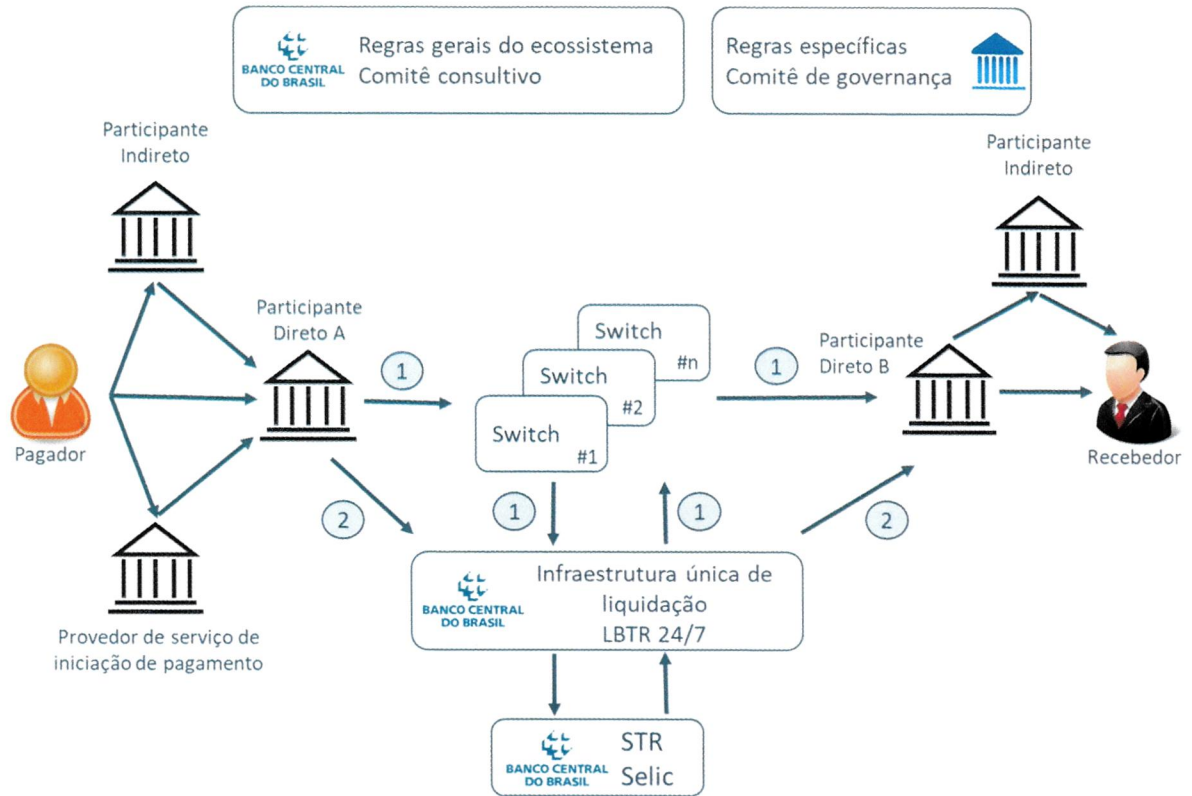 BANCO CENTRAL
DO BRASIL
Regras gerais do ecossistema
Comitê consultivo
Regras específicas
Comitê de governança
Participante
Indireto
Participante
Indireto
Participante
Direto A
Switch
#n
Switch
#2
Switch
#1
Participante
Direto B
1
1
Pagador
Recebedor
2
1
1
2
BANCO CENTRAL
DO BRASIL
Infraestrutura única de
liquidação
LBTR 24/7
Provedor de serviço de
iniciação de pagamento
BANCO CENTRAL
DO BRASIL
STR
Selic